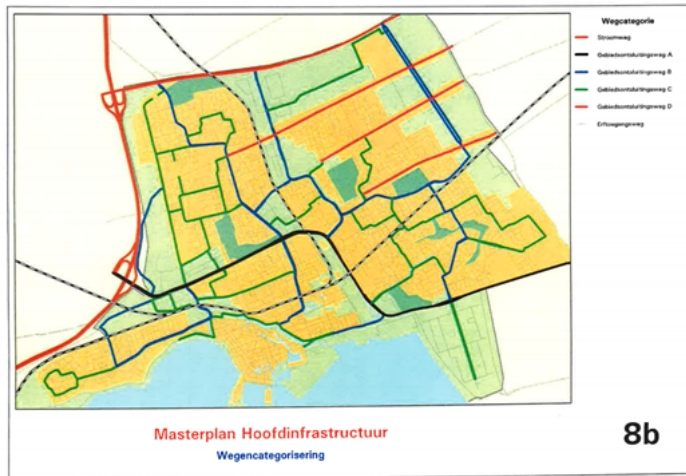 Wegcategorie
Stroomweg
Gebiedsontsluitingsweg A
Gebiedsontsluitingsweg B
Gebiedsontsluitingsweg C
Gebiedsontsluitingsweg D
Erftoegangsweg
Masterplan Hoofdinfrastructuur
Wegencategorisering
8b